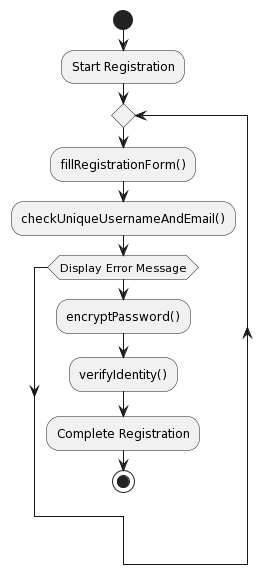 Start Registration
fillRegistrationForm()
checkUniqueUsernameAndEmail()
Display Error Message
encryptPassword()
verifyIdentity()
Complete Registration